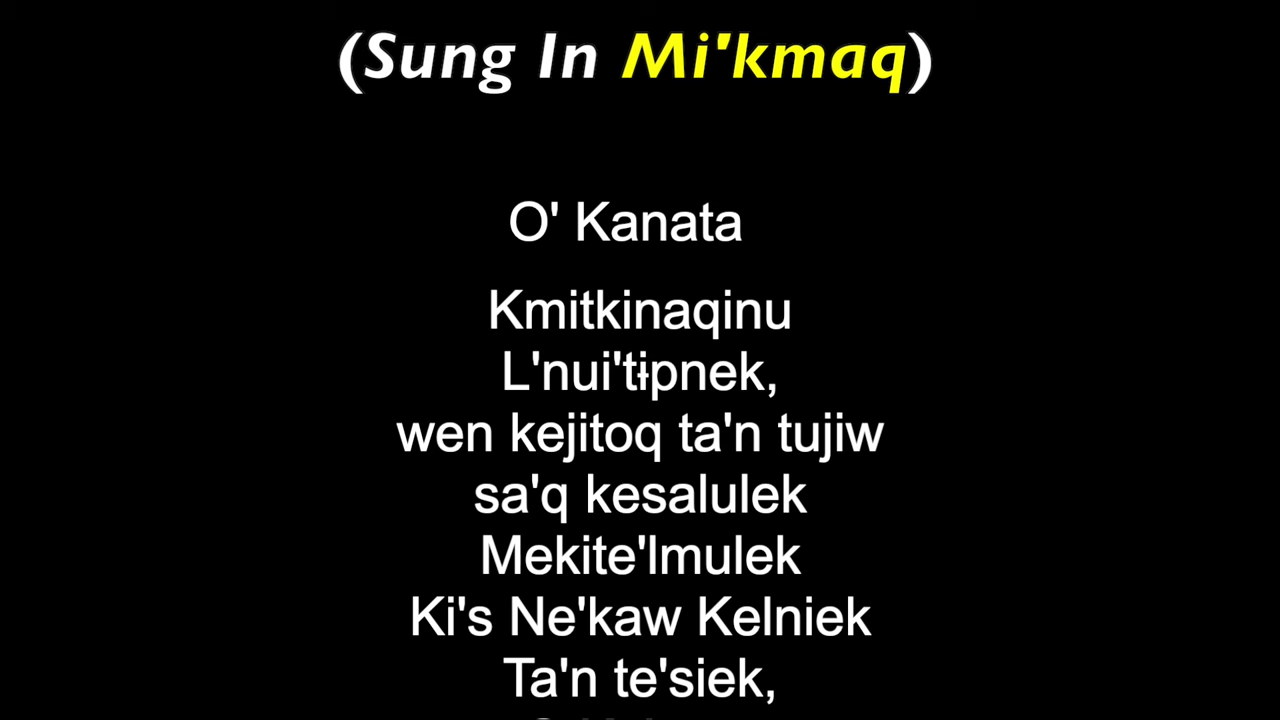 (Sung In Mi'kmaq)
O' Kanata
Kmitkinaqinu
L'nui'tɨpnek,
wen kejitoq ta'n tujiw
sa'q kesalulek
Mekite'lmulek
Ki's Ne'kaw Kelniek
Ta'n te'siek,